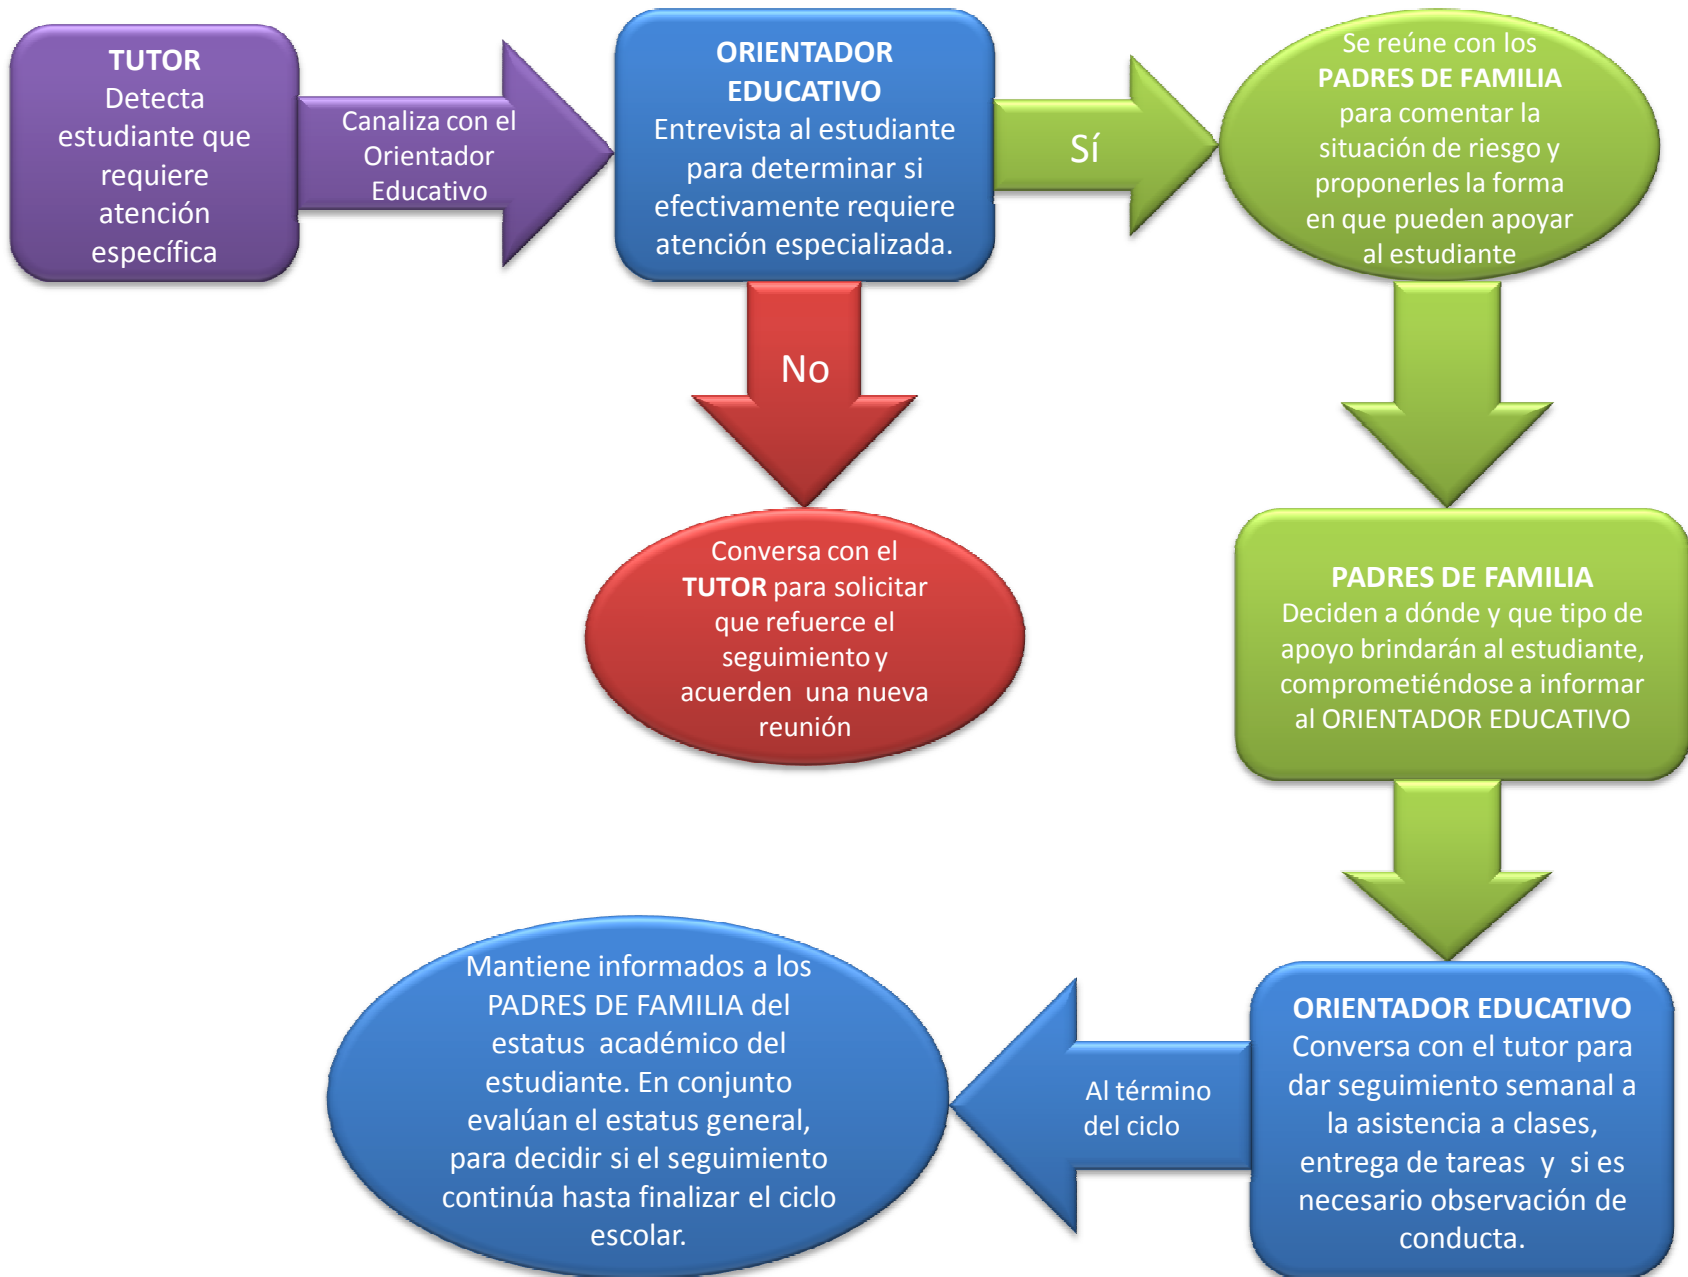 TUTOR
Detecta
estudiante que
requiere
atención
específica
Canaliza con el
Orientador
Educativo
ORIENTADOR
EDUCATIVO
Entrevista al estudiante
para determinar si
efectivamente requiere
atención especializada.
Sí
Se reúne con los
PADRES DE FAMILIA
para comentar la
situación de riesgo y
proponerles la forma
en que pueden apoyar
al estudiante
No
Conversa con el
TUTOR para solicitar
que refuerce el
seguimiento y
acuerden una nueva
reunión
PADRES DE FAMILIA
Deciden a dónde y que tipo de
apoyo brindarán al estudiante,
comprometiéndose a informar
al ORIENTADOR EDUCATIVO
ORIENTADOR EDUCATIVO
Conversa con el tutor para
dar seguimiento semanal a
la asistencia a clases,
entrega de tareas y si es
necesario observación de
conducta.
Al término
del ciclo
Mantiene informados a los
PADRES DE FAMILIA del
estatus académico del
estudiante. En conjunto
evalúan el estatus general,
para decidir si el seguimiento
continúa hasta finalizar el ciclo
escolar.